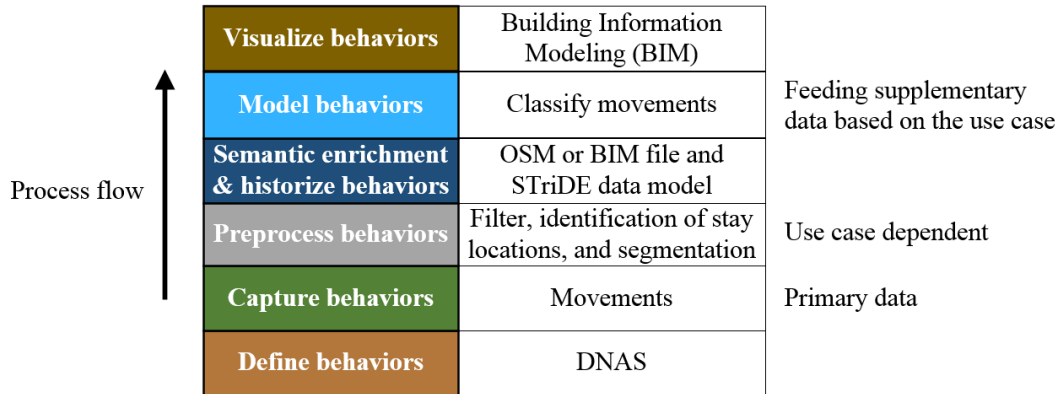 Visualize behaviors
Building Information
Modeling (BIM)
Model behaviors
Classify movements
Feeding supplementary
data based on the use case
Semantic enrichment
& historize behaviors
OSM or BIM file and
STriDE data model
Process flow
Preprocess behaviors
Filter, identification of stay
locations, and segmentation
Use case dependent
Capture behaviors
Movements
Primary data
Define behaviors
DNAS